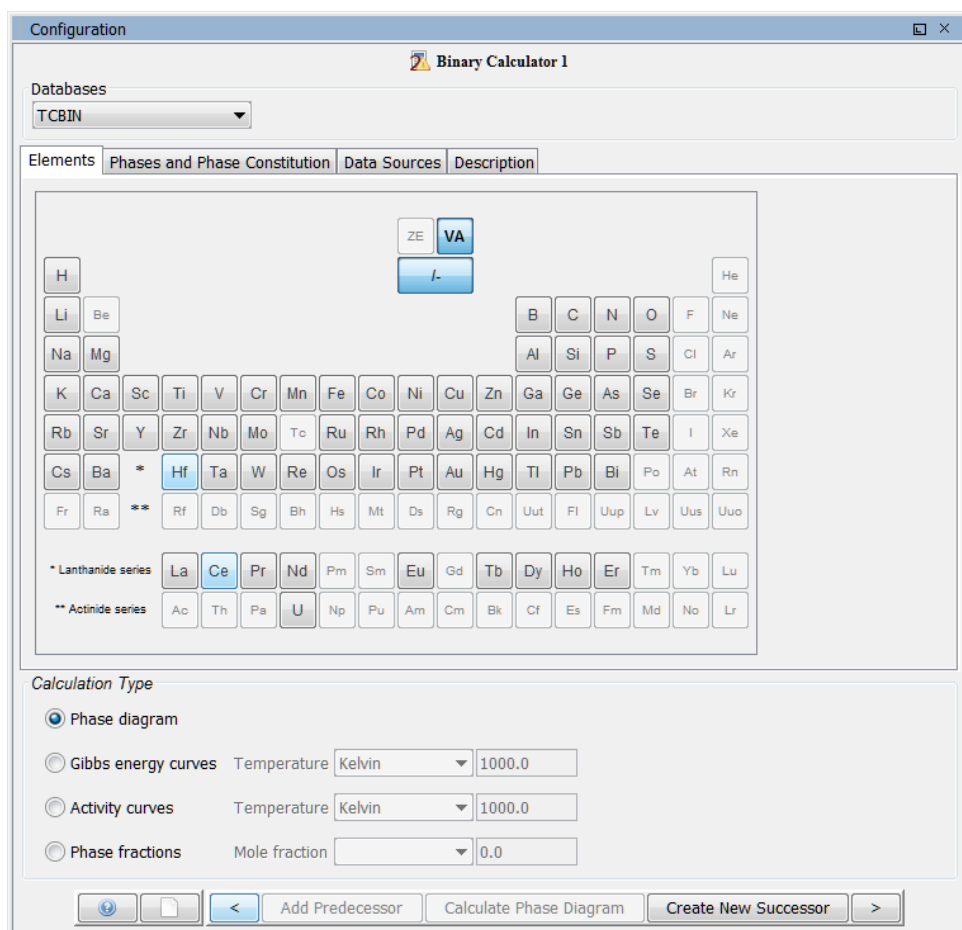 Configuration
Binary Calculator 1
Databases
TCBIN
Elements Phases and Phase Constitution Data Sources Description
ZE VA
H /- He
Li Be B C N O F Ne
Na Mg Al Si P S Cl Ar
K Ca Sc Ti V Cr Mn Fe Co Ni Cu Zn Ga Ge As Se Br Kr
Rb Sr Y Zr Nb Mo Tc Ru Rh Pd Ag Cd In Sn Sb Te I Xe
Cs Ba * Hf Ta W Re Os Ir Pt Au Hg Tl Pb Bi Po At Rn
Fr Ra ** Rf Db Sg Bh Hs Mt Ds Rg Cn Uut Fl Uup Lv Uus Uuo
* Lanthanide series La Ce Pr Nd Pm Sm Eu Gd Tb Dy Ho Er Tm Yb Lu
** Actinide series Ac Th Pa U Np Pu Am Cm Bk Cf Es Fm Md No Lr
Calculation Type
Phase diagram
Gibbs energy curves Temperature Kelvin 1000.0
Activity curves Temperature Kelvin 1000.0
Phase fractions Mole fraction 0.0
< Add Predecessor Calculate Phase Diagram Create New Successor >